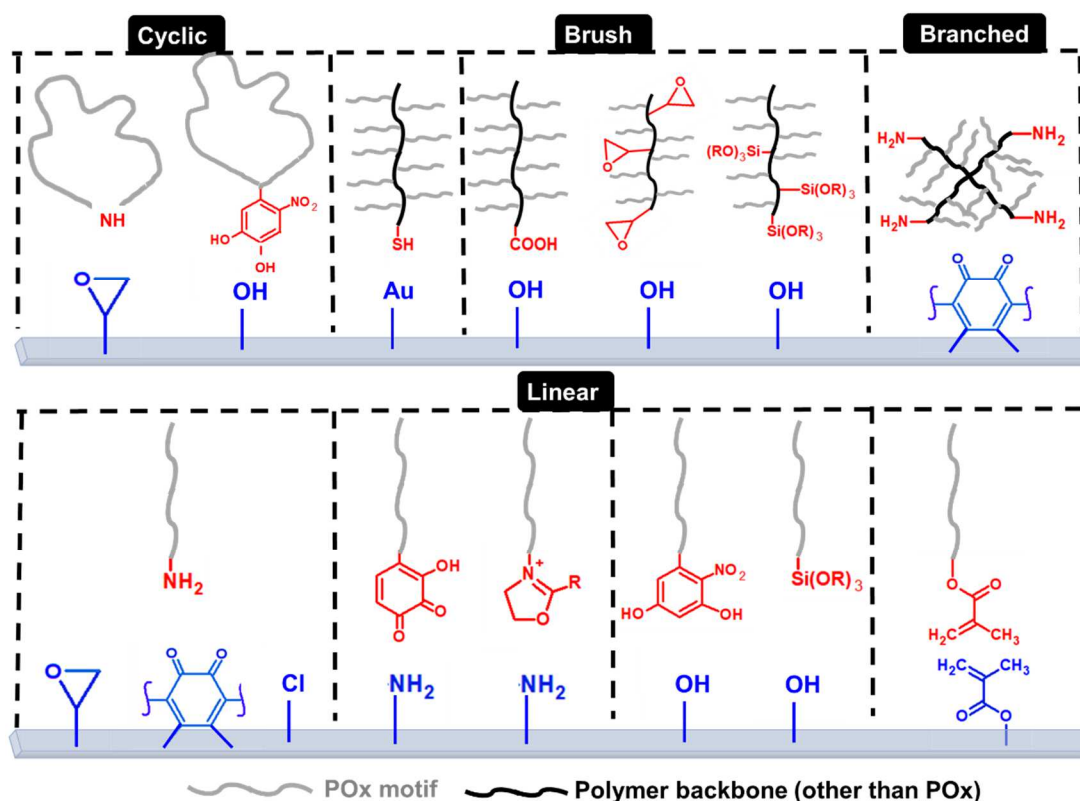 Cyclic
Brush
Branched
NH
NO2
HO
OH
SH
COOH
O
O
O
(RO)3Si
Si(OR)3
Si(OR)3
H2N
NH2
H2N
NH2
O
OH
Au
OH
OH
OH
O O
Linear
NH2
OH
O
O
N+
R
O
NO2
HO
OH
Si(OR)3
O
O
H2C
CH3
O
O O
Cl
NH2
NH2
OH
OH
H2C
CH3
O
O
POx motif
Polymer backbone (other than POx)